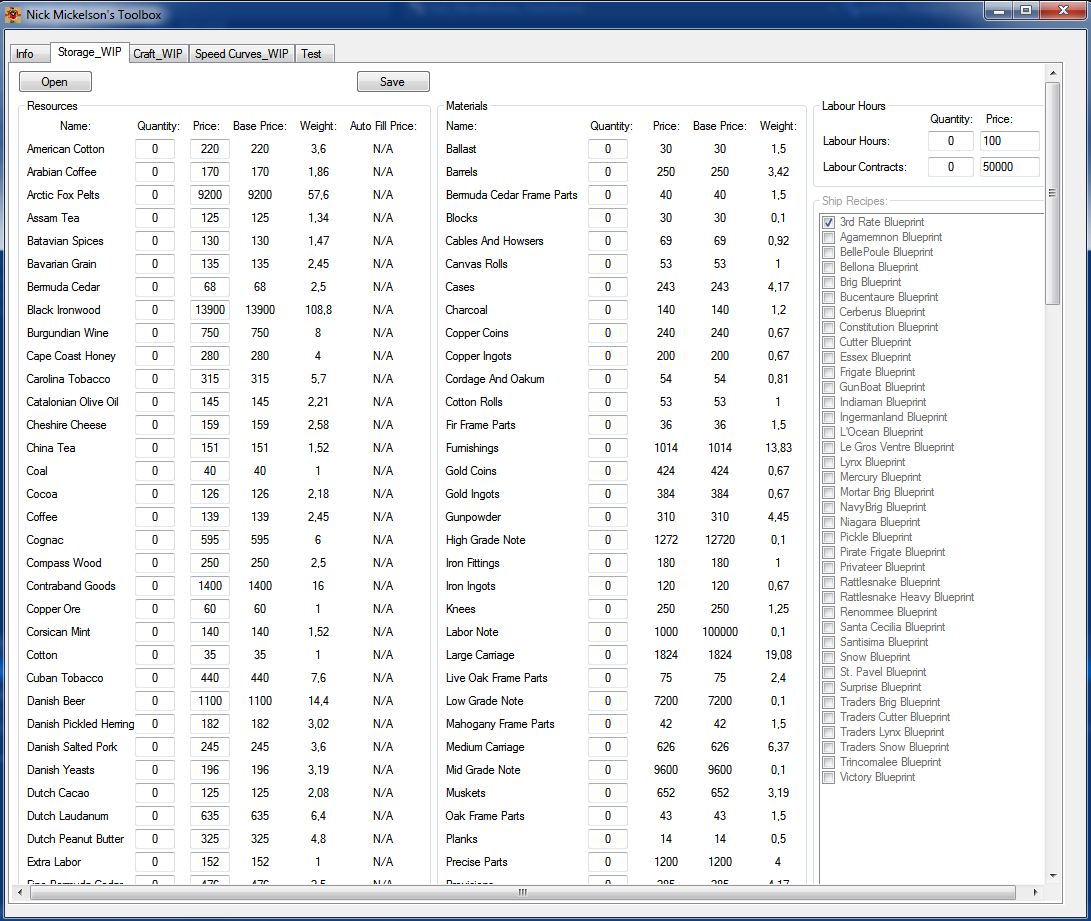 Nick Mickelson's Toolbox
Info Storage_WIP Craft_WIP Speed Curves_WIP Test
Open Save
Resources
Name: Quantity: Price: Base Price: Weight: Auto Fill Price:
American Cotton 0 220 220 3,6 N/A
Arabian Coffee 0 170 170 1,86 N/A
Arctic Fox Pelts 0 9200 9200 57,6 N/A
Assam Tea 0 125 125 1,34 N/A
Batavian Spices 0 130 130 1,47 N/A
Bavarian Grain 0 135 135 2,45 N/A
Bermuda Cedar 0 68 68 2,5 N/A
Black Ironwood 0 13900 13900 108,8 N/A
Burgundian Wine 0 750 750 8 N/A
Cape Coast Honey 0 280 280 4 N/A
Carolina Tobacco 0 315 315 5,7 N/A
Catalonian Olive Oil 0 145 145 2,21 N/A
Cheshire Cheese 0 159 159 2,58 N/A
China Tea 0 151 151 1,52 N/A
Coal 0 40 40 1 N/A
Cocoa 0 126 126 2,18 N/A
Coffee 0 139 139 2,45 N/A
Cognac 0 595 595 6 N/A
Compass Wood 0 250 250 2,5 N/A
Contraband Goods 0 1400 1400 16 N/A
Copper Ore 0 60 60 1 N/A
Corsican Mint 0 140 140 1,52 N/A
Cotton 0 35 35 1 N/A
Cuban Tobacco 0 440 440 7,6 N/A
Danish Beer 0 1100 1100 14,4 N/A
Danish Pickled Herring 0 182 182 3,02 N/A
Danish Salted Pork 0 245 245 3,6 N/A
Danish Yeasts 0 196 196 3,19 N/A
Dutch Cacao 0 125 125 2,08 N/A
Dutch Laudanum 0 635 635 6,4 N/A
Dutch Peanut Butter 0 325 325 4,8 N/A
Extra Labor 0 152 152 1 N/A
Fine Bermuda Cedar 0 476 476 2,5 N/A
Materials
Name: Quantity: Price: Base Price: Weight:
Ballast 0 30 30 1,5
Barrels 0 250 250 3,42
Bermuda Cedar Frame Parts 0 40 40 1,5
Blocks 0 30 30 0,1
Cables And Howsers 0 69 69 0,92
Canvas Rolls 0 53 53 1
Cases 0 243 243 4,17
Charcoal 0 140 140 1,2
Copper Coins 0 240 240 0,67
Copper Ingots 0 200 200 0,67
Cordage And Oakum 0 54 54 0,81
Cotton Rolls 0 53 53 1
Fir Frame Parts 0 36 36 1,5
Furnishings 0 1014 1014 13,83
Gold Coins 0 424 424 0,67
Gold Ingots 0 384 384 0,67
Gunpowder 0 310 310 4,45
High Grade Note 0 1272 12720 0,1
Iron Fittings 0 180 180 1
Iron Ingots 0 120 120 0,67
Knees 0 250 250 1,25
Labor Note 0 1000 100000 0,1
Large Carriage 0 1824 1824 19,08
Live Oak Frame Parts 0 75 75 2,4
Low Grade Note 0 7200 7200 0,1
Mahogany Frame Parts 0 42 42 1,5
Medium Carriage 0 626 626 6,37
Mid Grade Note 0 9600 9600 0,1
Muskets 0 652 652 3,19
Oak Frame Parts 0 43 43 1,5
Planks 0 14 14 0,5
Precise Parts 0 1200 1200 4
Provisions 0 285 285 4,17
Labour Hours
Quantity: Price:
Labour Hours: 0 100
Labour Contracts: 0 50000
Ship Recipes:
3rd Rate Blueprint
Agamemnon Blueprint
BellePoule Blueprint
Bellona Blueprint
Brig Blueprint
Bucentaure Blueprint
Cerberus Blueprint
Constitution Blueprint
Cutter Blueprint
Essex Blueprint
Frigate Blueprint
GunBoat Blueprint
Indiaman Blueprint
Ingermanland Blueprint
L'Ocean Blueprint
Le Gros Ventre Blueprint
Lynx Blueprint
Mercury Blueprint
Mortar Brig Blueprint
NavyBrig Blueprint
Niagara Blueprint
Pickle Blueprint
Pirate Frigate Blueprint
Privateer Blueprint
Rattlesnake Blueprint
Rattlesnake Heavy Blueprint
Renommee Blueprint
Santa Cecilia Blueprint
Santisima Blueprint
Snow Blueprint
St. Pavel Blueprint
Surprise Blueprint
Traders Brig Blueprint
Traders Cutter Blueprint
Traders Lynx Blueprint
Traders Snow Blueprint
Trincomalee Blueprint
Victory Blueprint